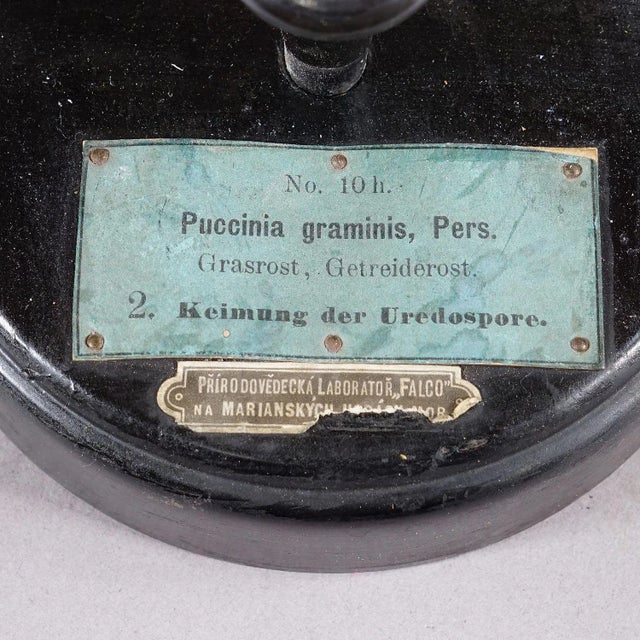 No. 10 h.
Puccinia graminis, Pers.
Grasrost, Getreiderost.
2. Keimung der Uredospore.
PŘÍRODOVĚDECKÁ LABORATOŘ „FALCO“
NA MARIANSKÝCH